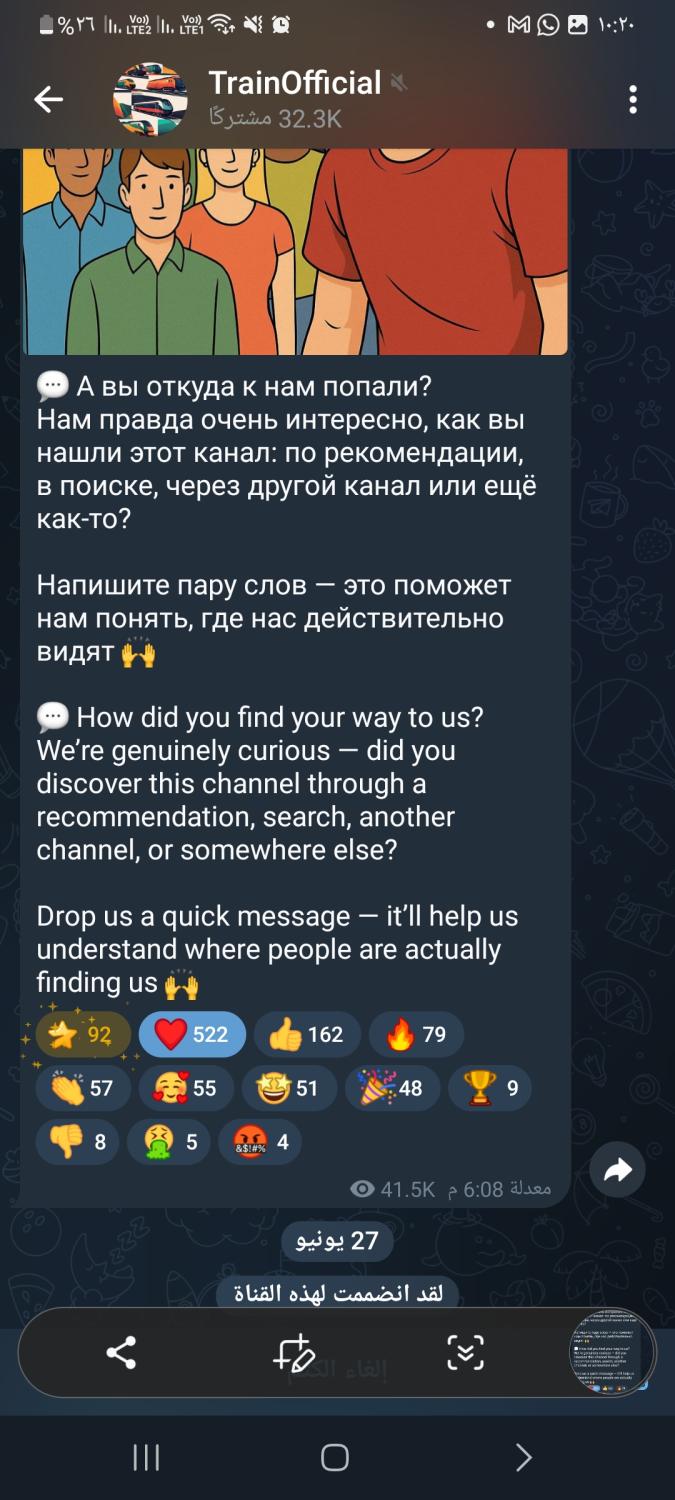 %٢٦ Vo) LTE2 Vo) LTE1 ١٠:٢٠
TrainOfficial
32.3K مشتركًا
💬 А вы откуда к нам попали?
Нам правда очень интересно, как вы
нашли этот канал: по рекомендации,
в поиске, через другой канал или ещё
как-то?
Напишите пару слов — это поможет
нам понять, где нас действительно
видят 🙌
💬 How did you find your way to us?
We’re genuinely curious — did you
discover this channel through a
recommendation, search, another
channel, or somewhere else?
Drop us a quick message — it’ll help us
understand where people are actually
finding us 🙌
⭐ 92 ❤️ 522 👍 162 🔥 79
👏 57 🥰 55 🤩 51 🎉 48 🏆 9
👎 8 🤮 5 🤬 4
41.5K معدلة 6:08 م
27 يونيو
لقد انضممت لهذه القناة
إلغاء الكتم